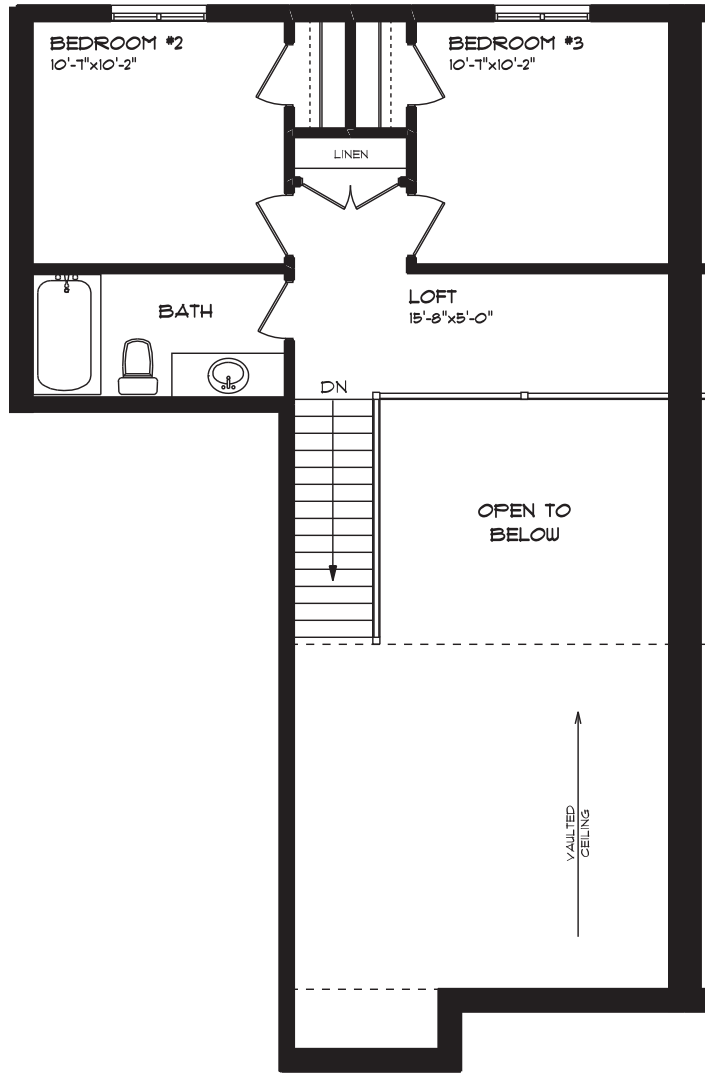 BEDROOM #2
10'-7"x10'-2"
BEDROOM #3
10'-7"x10'-2"
LINEN
BATH
LOFT
15'-8"x5'-0"
DN
OPEN TO
BELOW
VAULTED
CEILING